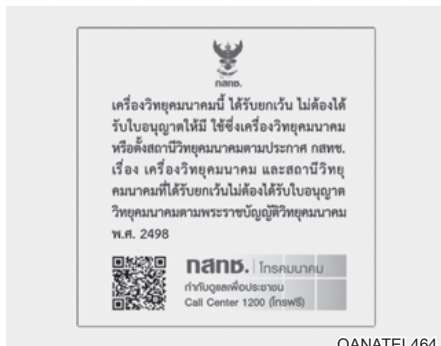 กสทช.
เครื่องวิทยุคมนาคมนี้ ได้รับยกเว้น ไม่ต้องได้
รับใบอนุญาตให้มี ใช้ซึ่งเครื่องวิทยุคมนาคม
หรือตั้งสถานีวิทยุคมนาคมตามประกาศ กสทช.
เรื่อง เครื่องวิทยุคมนาคม และสถานีวิทยุ
คมนาคมที่ได้รับยกเว้นไม่ต้องได้รับใบอนุญาต
วิทยุคมนาคมตามพระราชบัญญัติวิทยุคมนาคม
พ.ศ. 2498
กสทช. | โทรคมนาคม
กำกับดูแลเพื่อประชาชน
Call Center 1200 (โทรฟรี)
OANATEL464